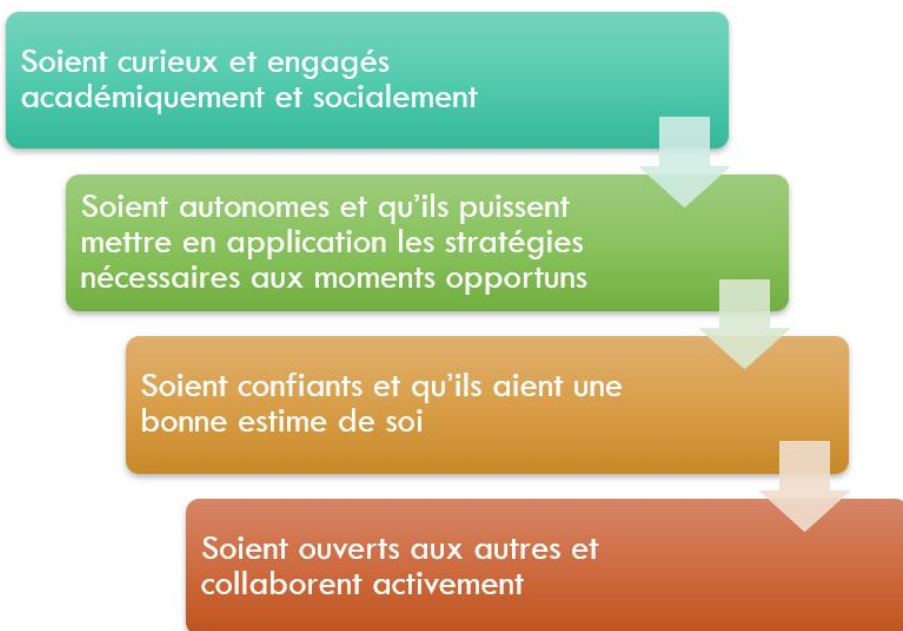 Soient curieux et engagés
académiquement et socialement
Soient autonomes et qu'ils puissent
mettre en application les stratégies
nécessaires aux moments opportuns
Soient confiants et qu'ils aient une
bonne estime de soi
Soient ouverts aux autres et
collaborent activement